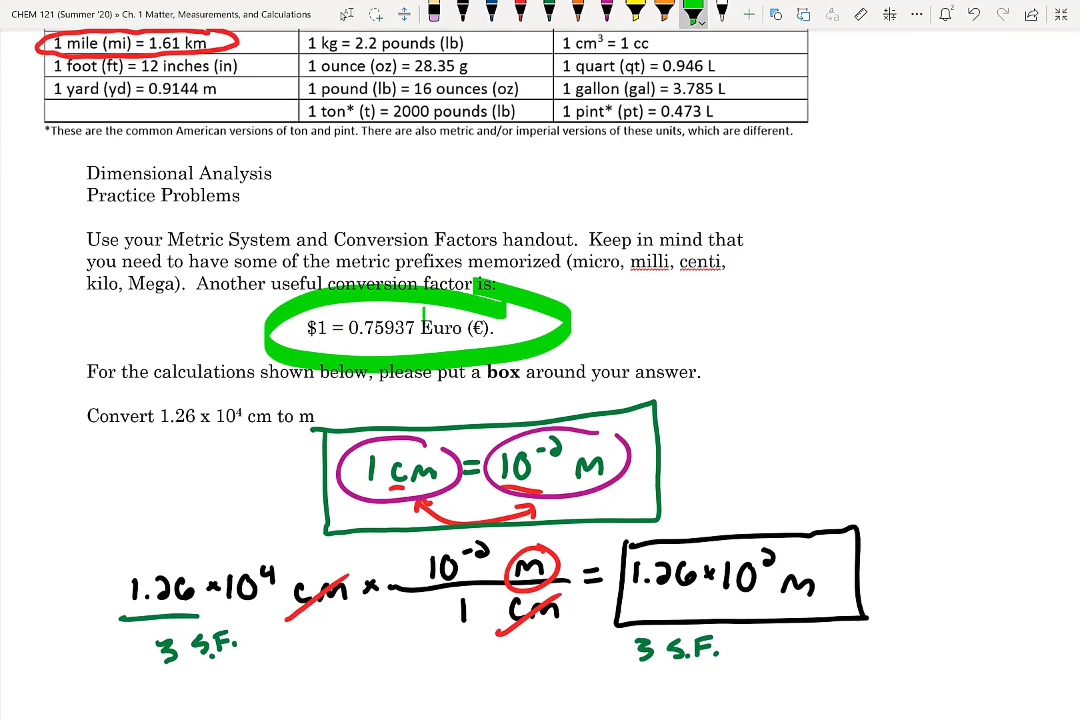 CHEM 121 (Summer '20) » Ch. 1 Matter, Measurements, and Calculations
1 mile (mi) = 1.61 km
1 kg = 2.2 pounds (lb)
1 cm³ = 1 cc
1 foot (ft) = 12 inches (in)
1 ounce (oz) = 28.35 g
1 quart (qt) = 0.946 L
1 yard (yd) = 0.9144 m
1 pound (lb) = 16 ounces (oz)
1 gallon (gal) = 3.785 L
1 ton* (t) = 2000 pounds (lb)
1 pint* (pt) = 0.473 L
*These are the common American versions of ton and pint. There are also metric and/or imperial versions of these units, which are different.
Dimensional Analysis
Practice Problems
Use your Metric System and Conversion Factors handout. Keep in mind that
you need to have some of the metric prefixes memorized (micro, milli, centi,
kilo, Mega). Another useful conversion factor is:
$1 = 0.75937 Euro (€).
For the calculations shown below, please put a box around your answer.
Convert 1.26 x 10⁴ cm to m
1 cm = 10⁻² m
1.26 × 10⁴ cm × 10⁻² m / 1 cm = 1.26 × 10² m
3 S.F.
3 S.F.